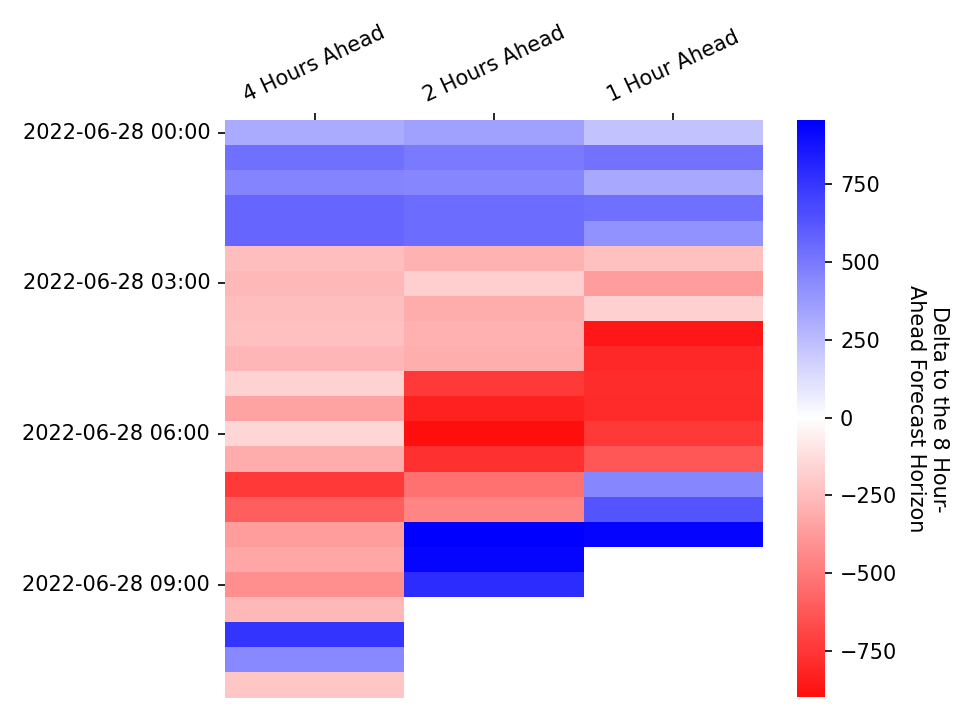 4 Hours Ahead
2 Hours Ahead
1 Hour Ahead
2022-06-28 00:00
2022-06-28 03:00
2022-06-28 06:00
2022-06-28 09:00
750
500
250
0
−250
−500
−750
Delta to the 8 Hour-
Ahead Forecast Horizon